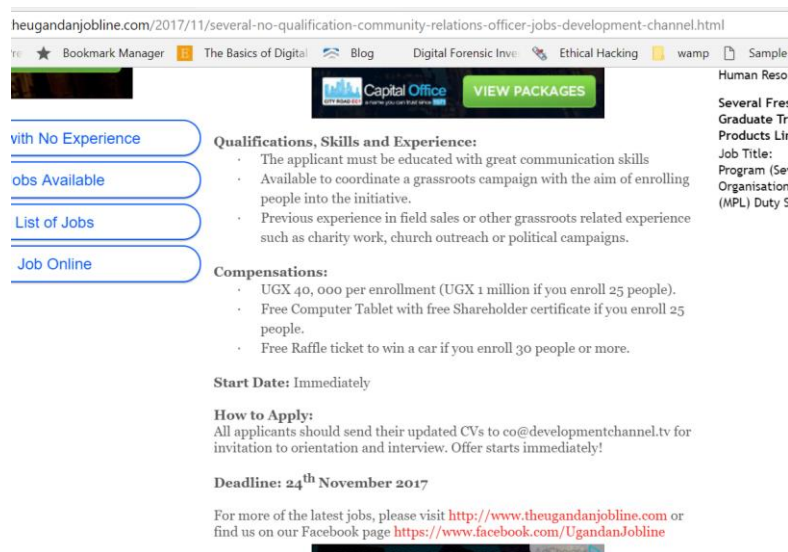 theugandanjobline.com/2017/11/several-no-qualification-community-relations-officer-jobs-development-channel.html
Bookmark Manager The Basics of Digital Blog Digital Forensic Inve Ethical Hacking wamp Sample
Capital Office
CITY ROAD EC1
a name you can trust since
VIEW PACKAGES
with No Experience
obs Available
List of Jobs
Job Online
Qualifications, Skills and Experience:
· The applicant must be educated with great communication skills
· Available to coordinate a grassroots campaign with the aim of enrolling
people into the initiative.
· Previous experience in field sales or other grassroots related experience
such as charity work, church outreach or political campaigns.
Compensations:
· UGX 40, 000 per enrollment (UGX 1 million if you enroll 25 people).
· Free Computer Tablet with free Shareholder certificate if you enroll 25
people.
· Free Raffle ticket to win a car if you enroll 30 people or more.
Start Date: Immediately
How to Apply:
All applicants should send their updated CVs to co@developmentchannel.tv for
invitation to orientation and interview. Offer starts immediately!
Deadline: 24th November 2017
For more of the latest jobs, please visit http://www.theugandanjobline.com or
find us on our Facebook page https://www.facebook.com/UgandanJobline
Human Reso
Several Fres
Graduate Tr
Products Li
Job Title:
Program (Se
Organisation
(MPL) Duty S